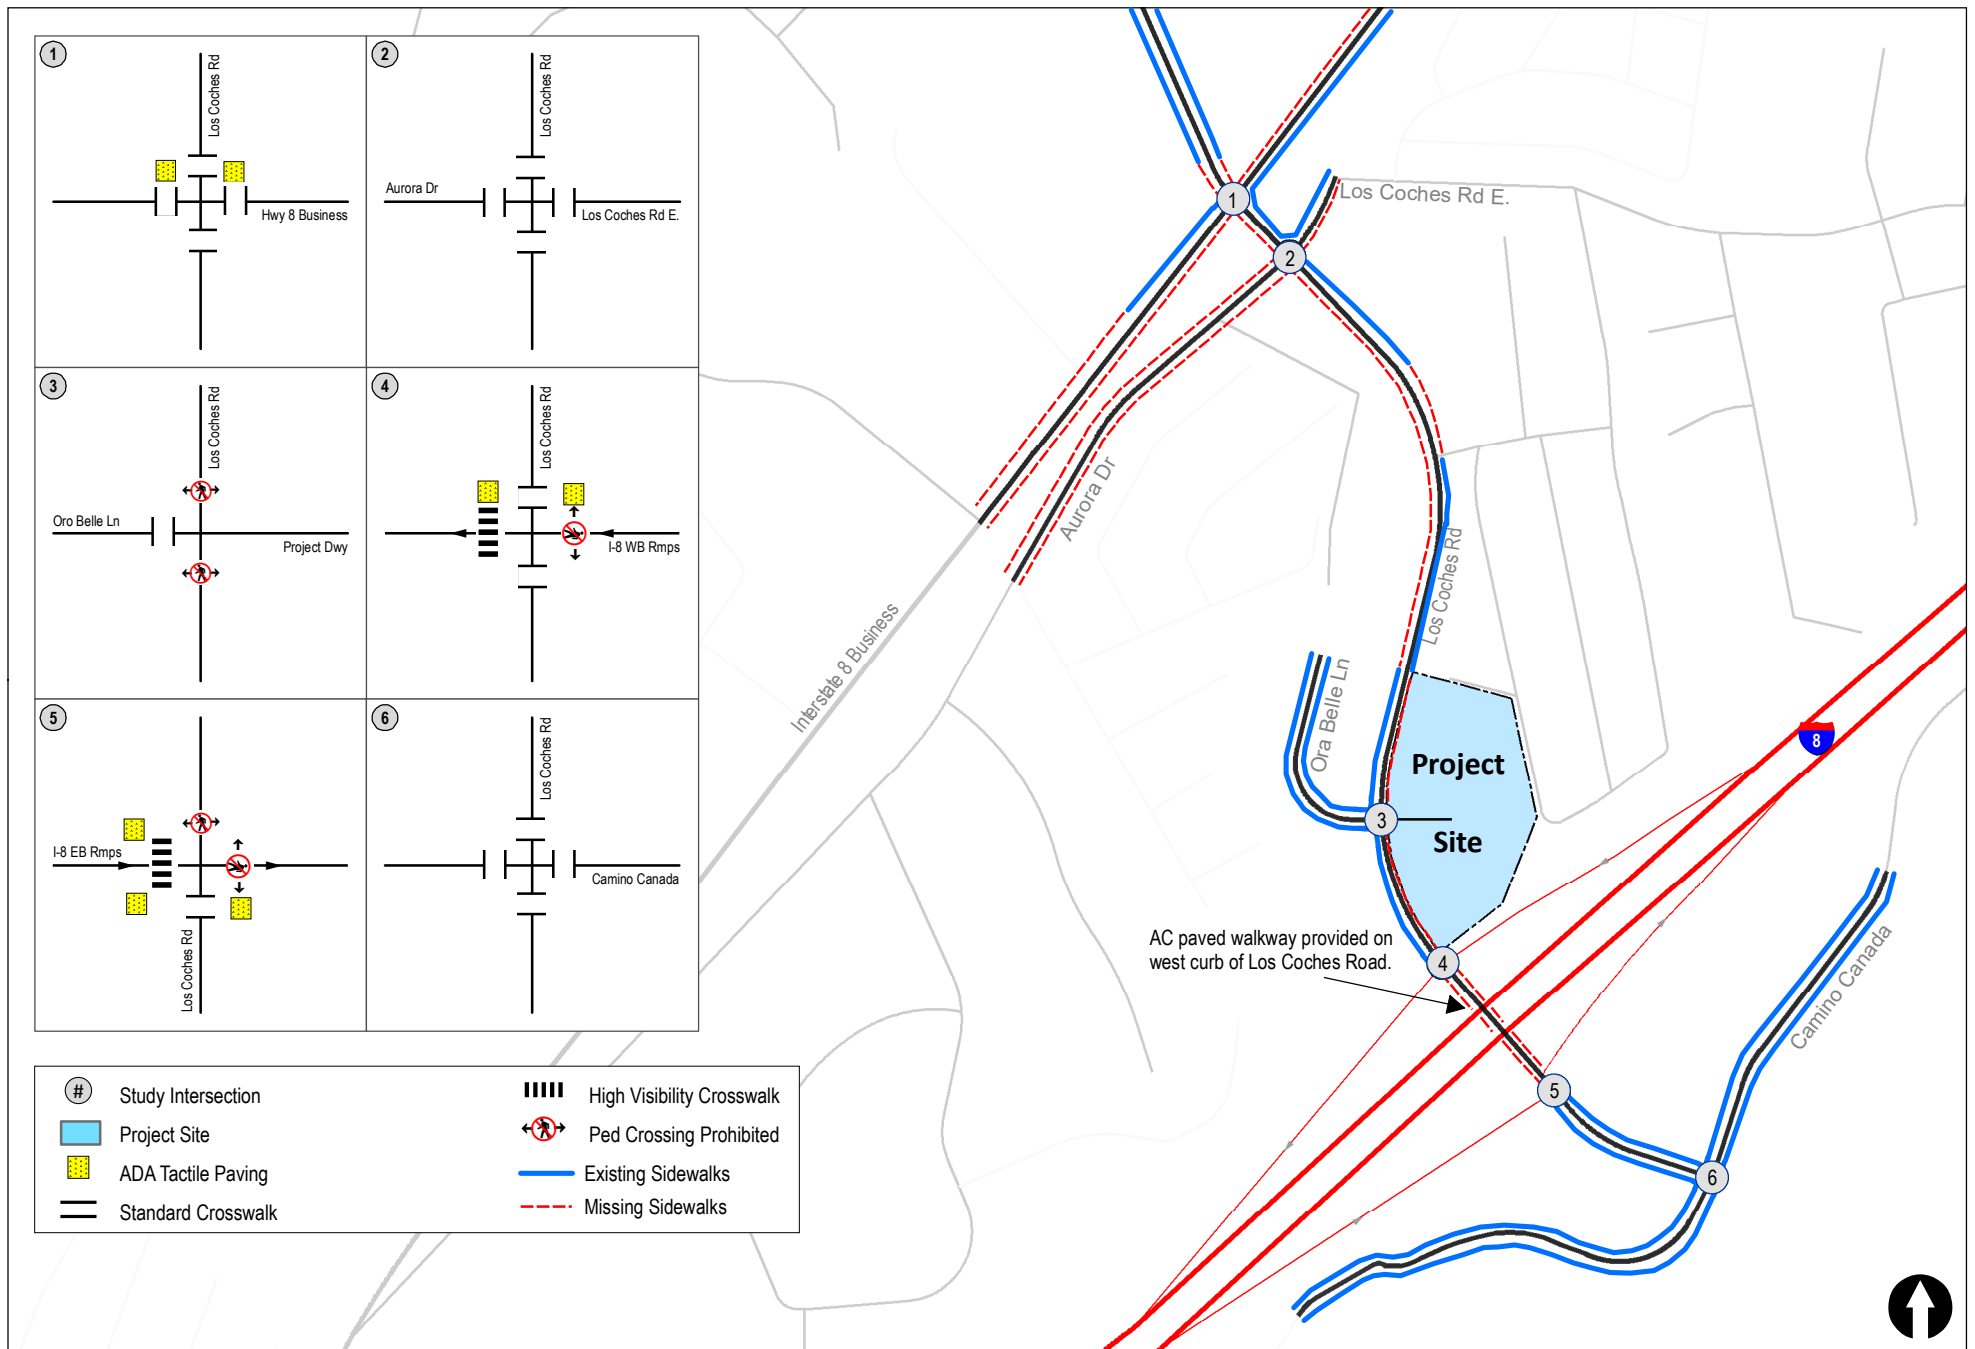 1
Los Coches Rd
Hwy 8 Business
2
Los Coches Rd
Aurora Dr
Los Coches Rd E.
3
Los Coches Rd
Oro Belle Ln
Project Dwy
4
Los Coches Rd
I-8 WB Rmps
5
I-8 EB Rmps
Los Coches Rd
6
Los Coches Rd
Camino Canada
# Study Intersection
Project Site
ADA Tactile Paving
Standard Crosswalk
High Visibility Crosswalk
Ped Crossing Prohibited
Existing Sidewalks
Missing Sidewalks
1
Los Coches Rd E.
2
Aurora Dr
Los Coches Rd
Interstate 8 Business
Ora Belle Ln
8
Project
3
Site
AC paved walkway provided on
west curb of Los Coches Road.
4
Camino Canada
5
6